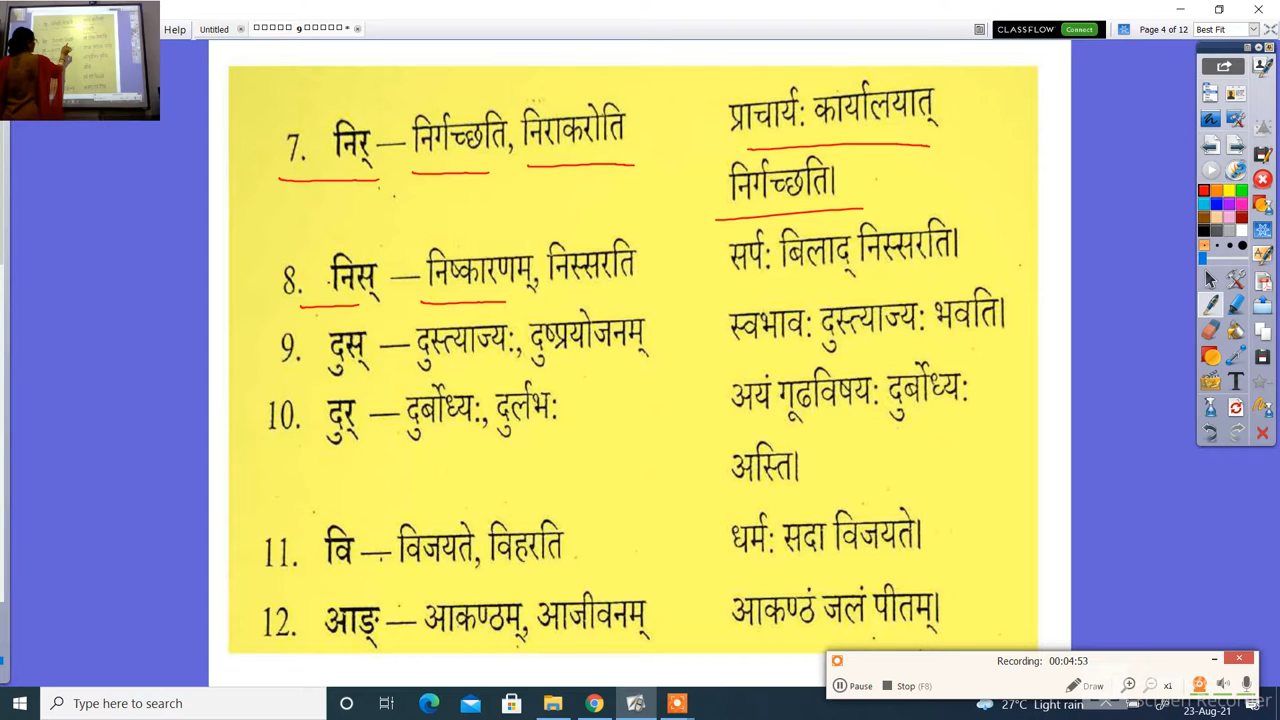 Help Untitled 9 * CLASSFLOW Connect Page 4 of 12 Best Fit
7. निर् — निर्गच्छति, निराकरोति प्राचार्य: कार्यालयात्
निर्गच्छति।
8. निस् — निष्कारणम्, निस्सरति सर्प: बिलाद् निस्सरति।
9. दुस् — दुस्त्याज्य:, दुष्प्रयोजनम् स्वभाव: दुस्त्याज्य: भवति।
10. दुर् — दुर्बोध्य:, दुर्लभ: अयं गूढविषय: दुर्बोध्य:
अस्ति।
11. वि — विजयते, विहरति धर्म: सदा विजयते।
12. आङ् — आकण्ठम्, आजीवनम् आकण्ठं जलं पीतम्।
Recording: 00:04:53
Pause Stop (F8) Draw x1
Type here to search 27°C Light rain 23-Aug-21